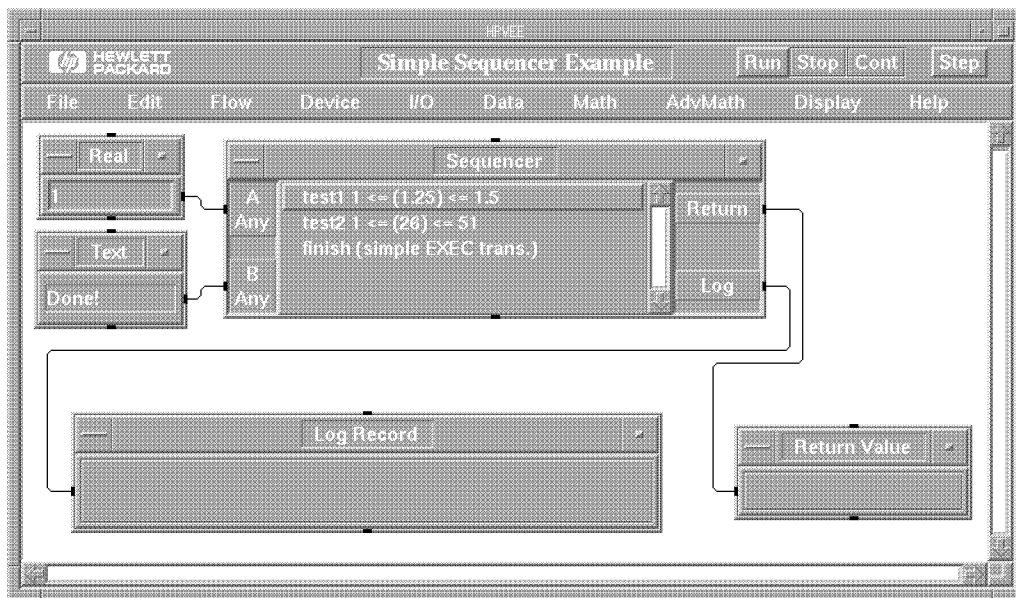 HPVEE
hp HEWLETT PACKARD Simple Sequencer Example Run Stop Cont Step
File Edit Flow Device I/O Data Math AdvMath Display Help
Real
1
Text
Done!
Sequencer
A Any
B Any
test1 1 <= (1.25) <= 1.5
test2 1 <= (26) <= 51
finish (simple EXEC trans.)
Return
Log
Log Record
Return Value